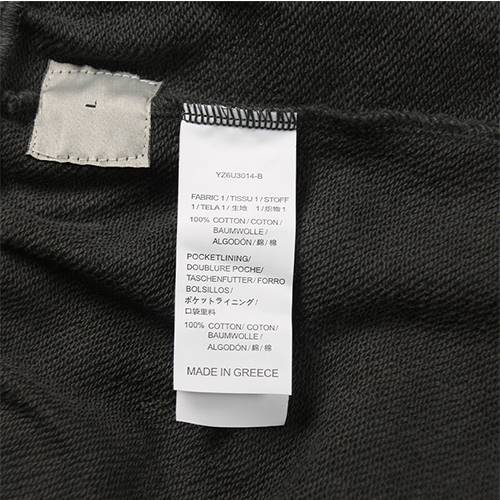 L
YZ6U3014-B
FABRIC 1 / TISSU 1 / STOFF
1 / TELA 1 / 生地　1 / 织物 1
100% COTTON / COTON /
BAUMWOLLE /
ALGODÓN / 綿 / 棉
POCKETLINING /
DOUBLURE POCHE /
TASCHENFUTTER / FORRO
BOLSILLOS /
ポケットライニング /
口袋里料
100% COTTON / COTON /
BAUMWOLLE /
ALGODÓN / 綿 / 棉
MADE IN GREECE